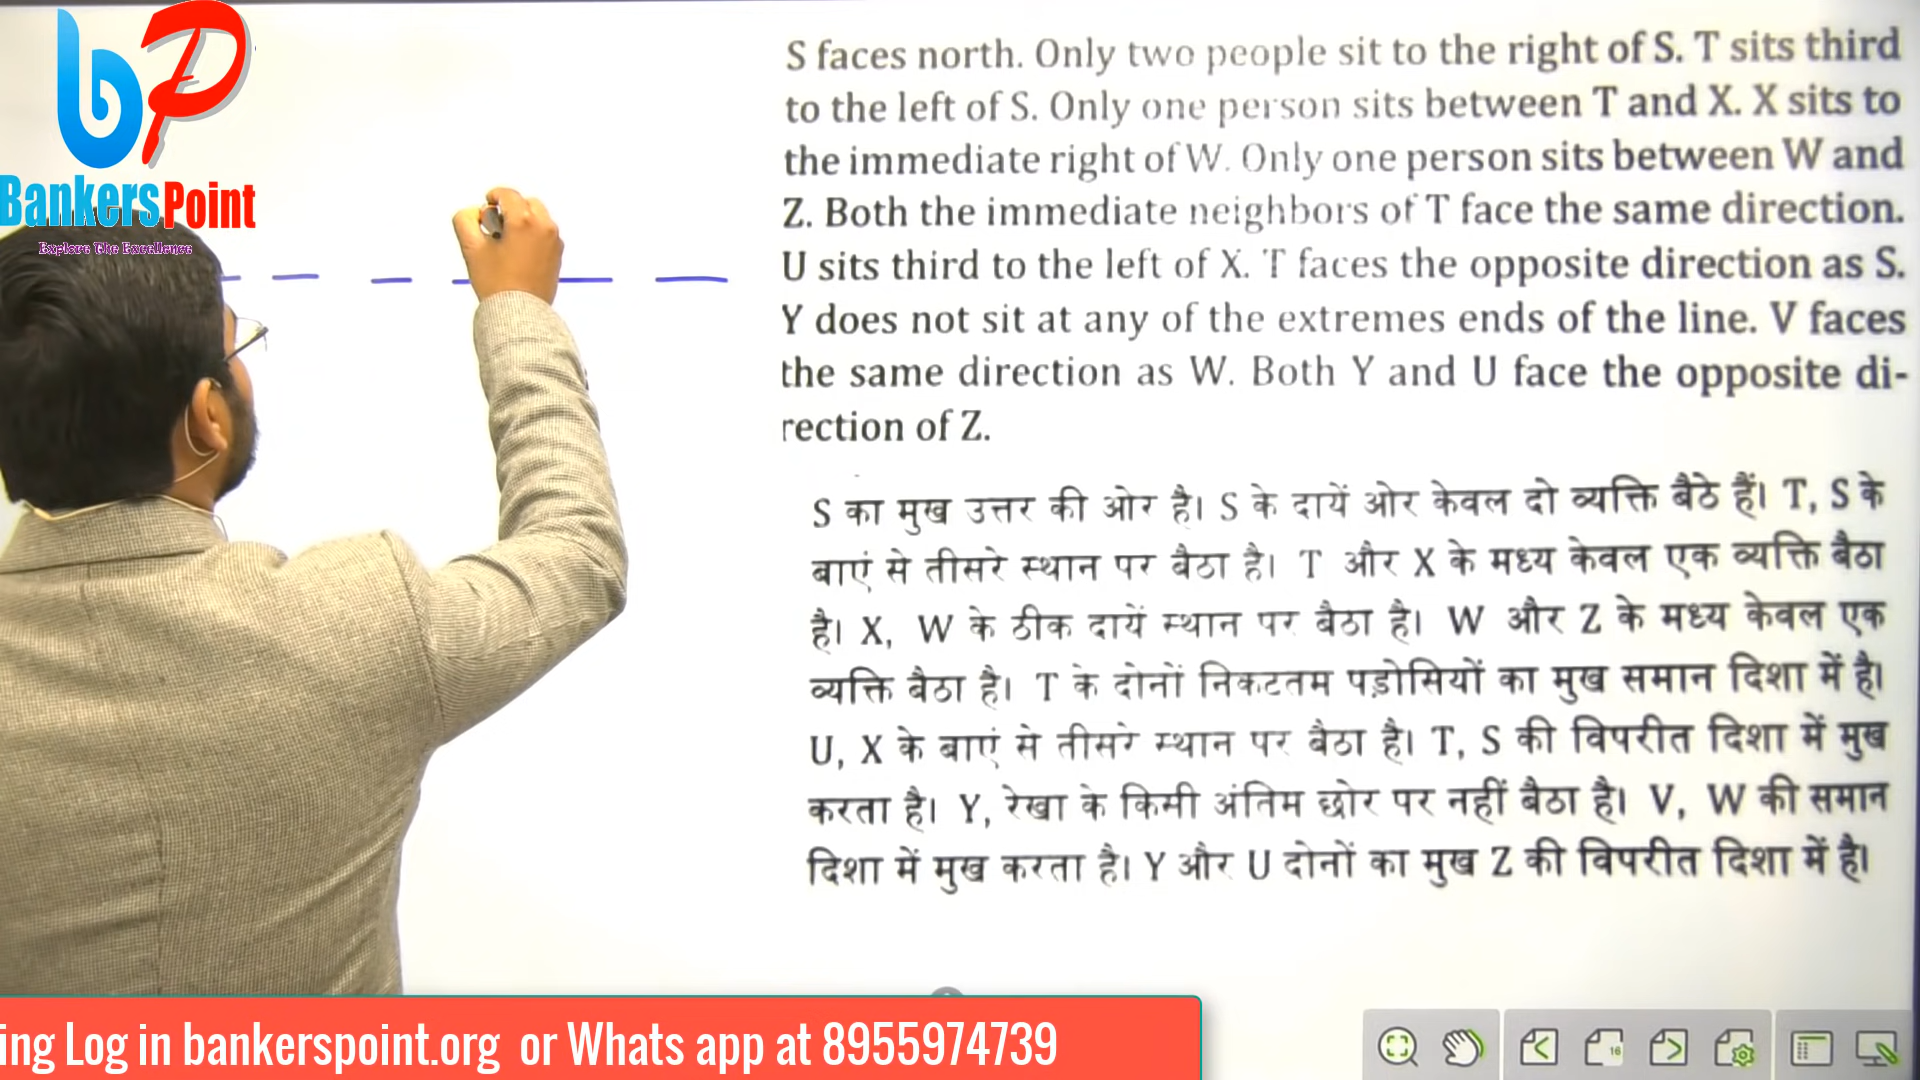 bP
BankersPoint
Explore The Excellence
S faces north. Only two people sit to the right of S. T sits third
to the left of S. Only one person sits between T and X. X sits to
the immediate right of W. Only one person sits between W and
Z. Both the immediate neighbors of T face the same direction.
U sits third to the left of X. T faces the opposite direction as S.
Y does not sit at any of the extremes ends of the line. V faces
the same direction as W. Both Y and U face the opposite di-
rection of Z.
S का मुख उत्तर की ओर है। S के दायें ओर केवल दो व्यक्ति बैठे हैं। T, S के
बाएं से तीसरे स्थान पर बैठा है। T और X के मध्य केवल एक व्यक्ति बैठा
है। X, W के ठीक दायें स्थान पर बैठा है। W और Z के मध्य केवल एक
व्यक्ति बैठा है। T के दोनों निकटतम पड़ोसियों का मुख समान दिशा में है।
U, X के बाएं से तीसरे स्थान पर बैठा है। T, S की विपरीत दिशा में मुख
करता है। Y, रेखा के किसी अंतिम छोर पर नहीं बैठा है। V, W की समान
दिशा में मुख करता है। Y और U दोनों का मुख Z की विपरीत दिशा में है।
ing Log in bankerspoint.org or Whats app at 8955974739
16